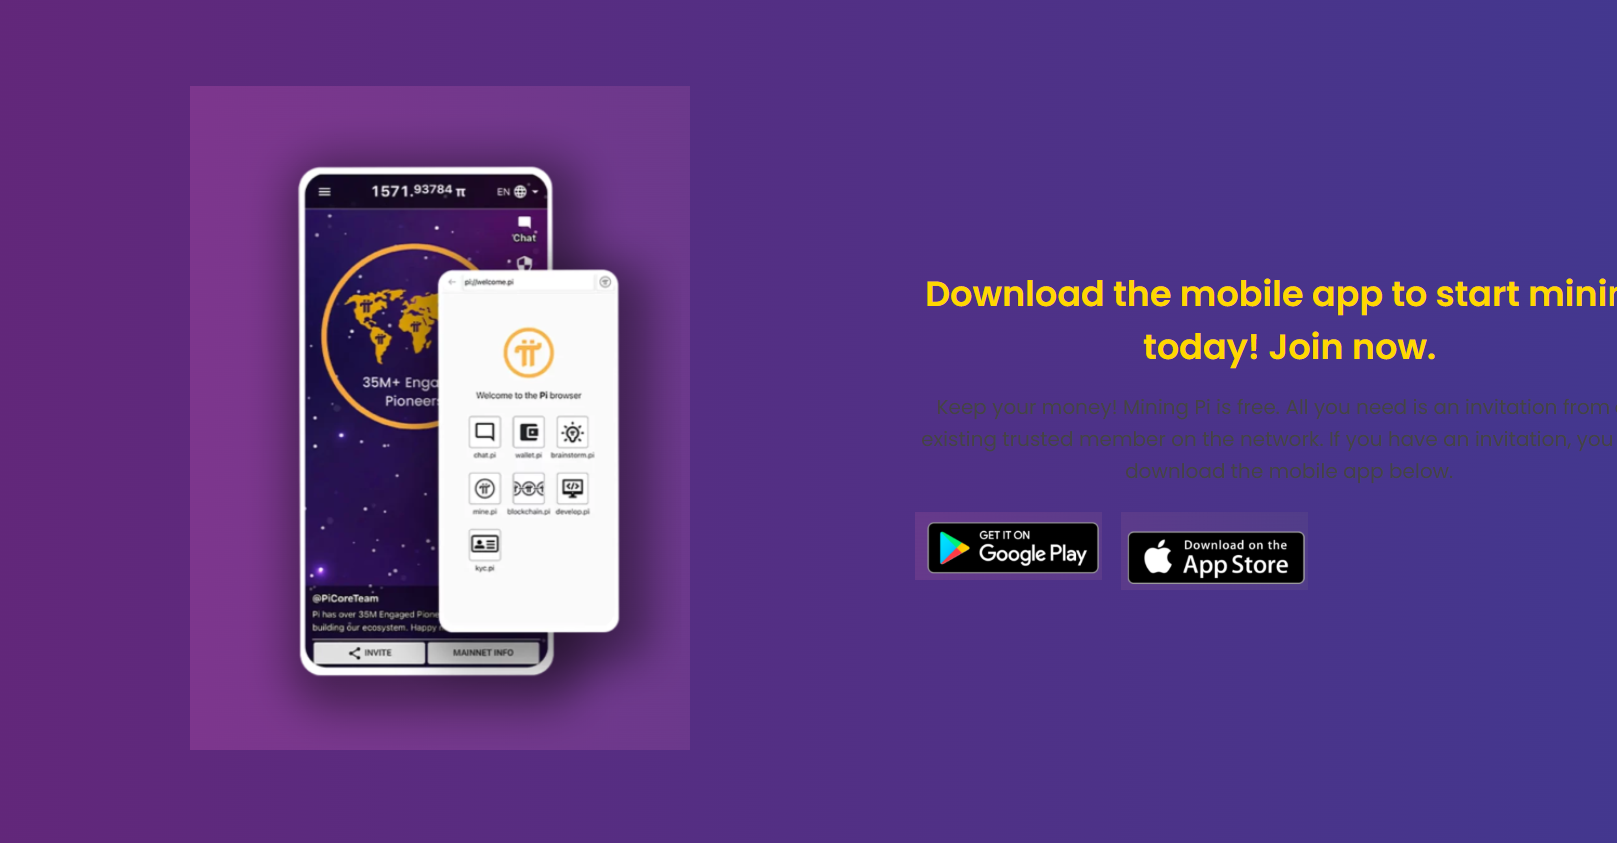 1571.93784 π
EN
Chat
35M+ Enga
Pioneers
pi://welcome.pi
Welcome to the Pi browser
chat.pi wallet.pi brainstorm.pi
mine.pi blockchain.pi develop.pi
kyc.pi
@PiCoreTeam
Pi has over 35M Engaged Pione
building our ecosystem. Happy
INVITE MAINNET INFO
Download the mobile app to start minin
today! Join now.
Keep your money! Mining Pi is free. All you need is an invitation from
existing trusted member on the network. If you have an invitation, you
download the mobile app below.
GET IT ON
Google Play
Download on the
App Store